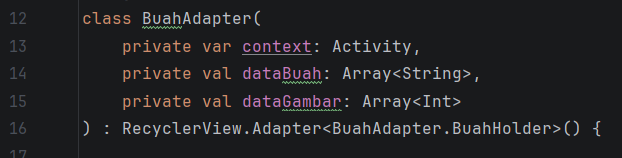 12 class BuahAdapter(
13     private var context: Activity,
14     private val dataBuah: Array<String>,
15     private val dataGambar: Array<Int>
16 ) : RecyclerView.Adapter<BuahAdapter.BuahHolder>() {
17